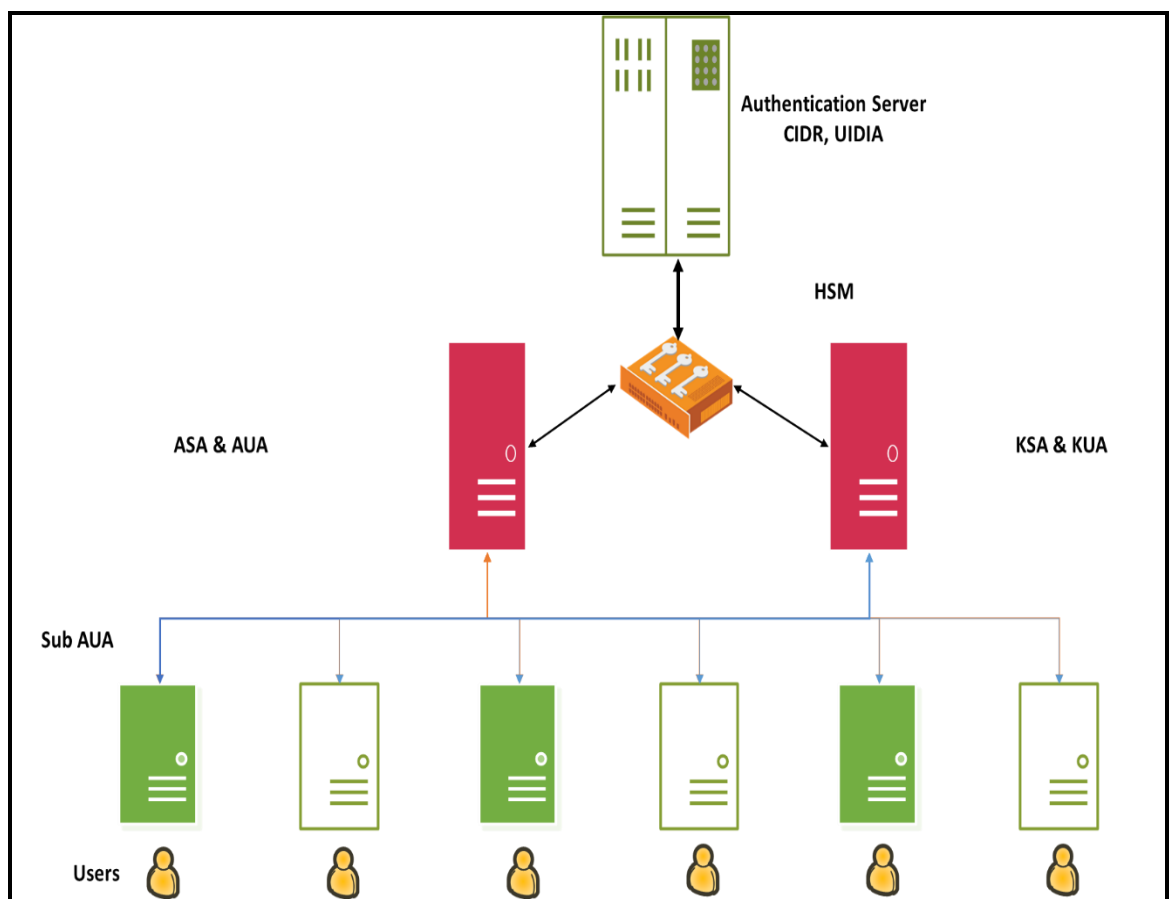 Authentication Server
CIDR, UIDIA
HSM
ASA & AUA
KSA & KUA
Sub AUA
Users